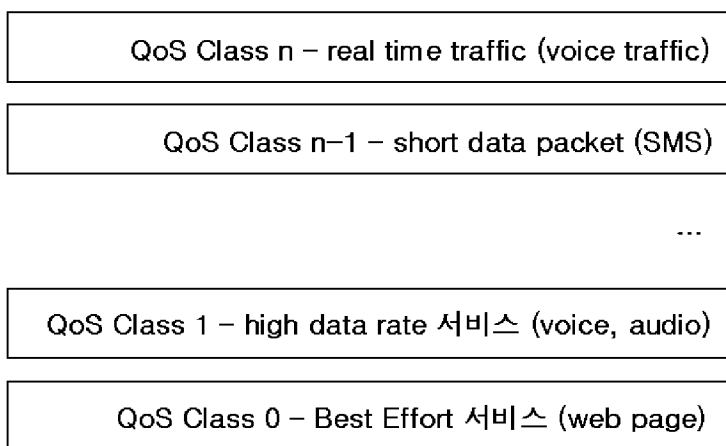 QoS Class n – real time traffic (voice traffic)
QoS Class n–1 – short data packet (SMS)
...
QoS Class 1 – high data rate 서비스 (voice, audio)
QoS Class 0 – Best Effort 서비스 (web page)